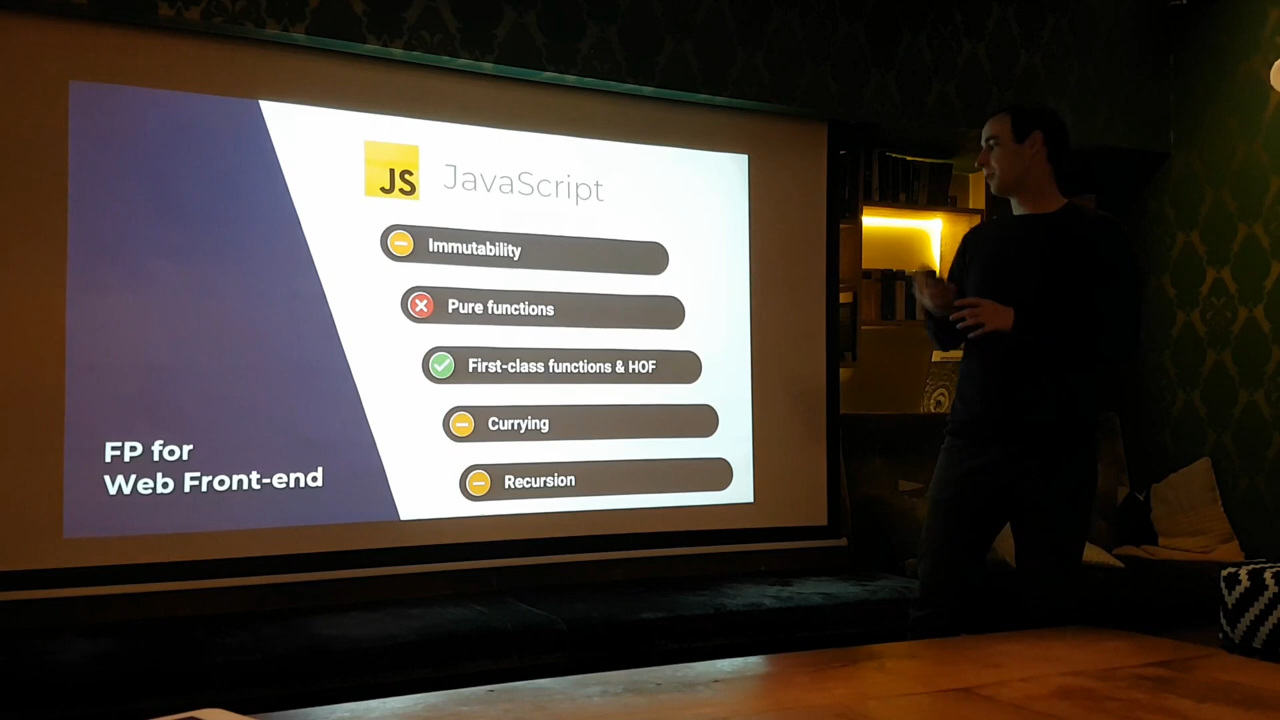 JS JavaScript
Immutability
Pure functions
First-class functions & HOF
Currying
Recursion
FP for
Web Front-end